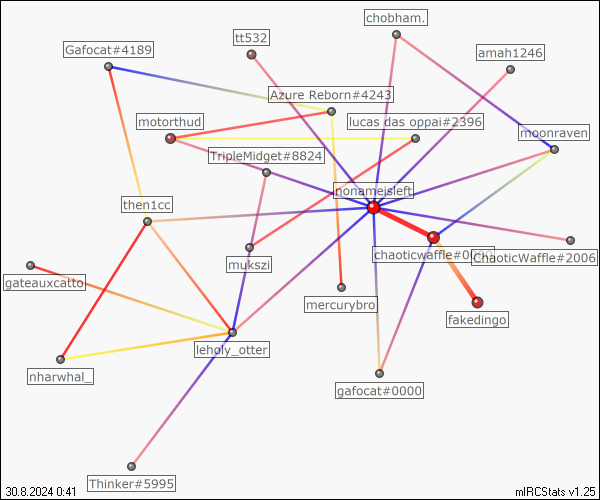 chobham.
tt532
Gafocat#4189
amah1246
Azure Reborn#4243
motorthud
lucas das oppai#2396
moonraven
TripleMidget#8824
nonameisleft
then1cc
chaoticwaffle#0
ChaoticWaffle#2006
mukszi
gateauxcatto
mercurybro
fakedingo
leholy_otter
nharwhal_
gafocat#0000
Thinker#5995
30.8.2024 0:41
mIRCStats v1.25